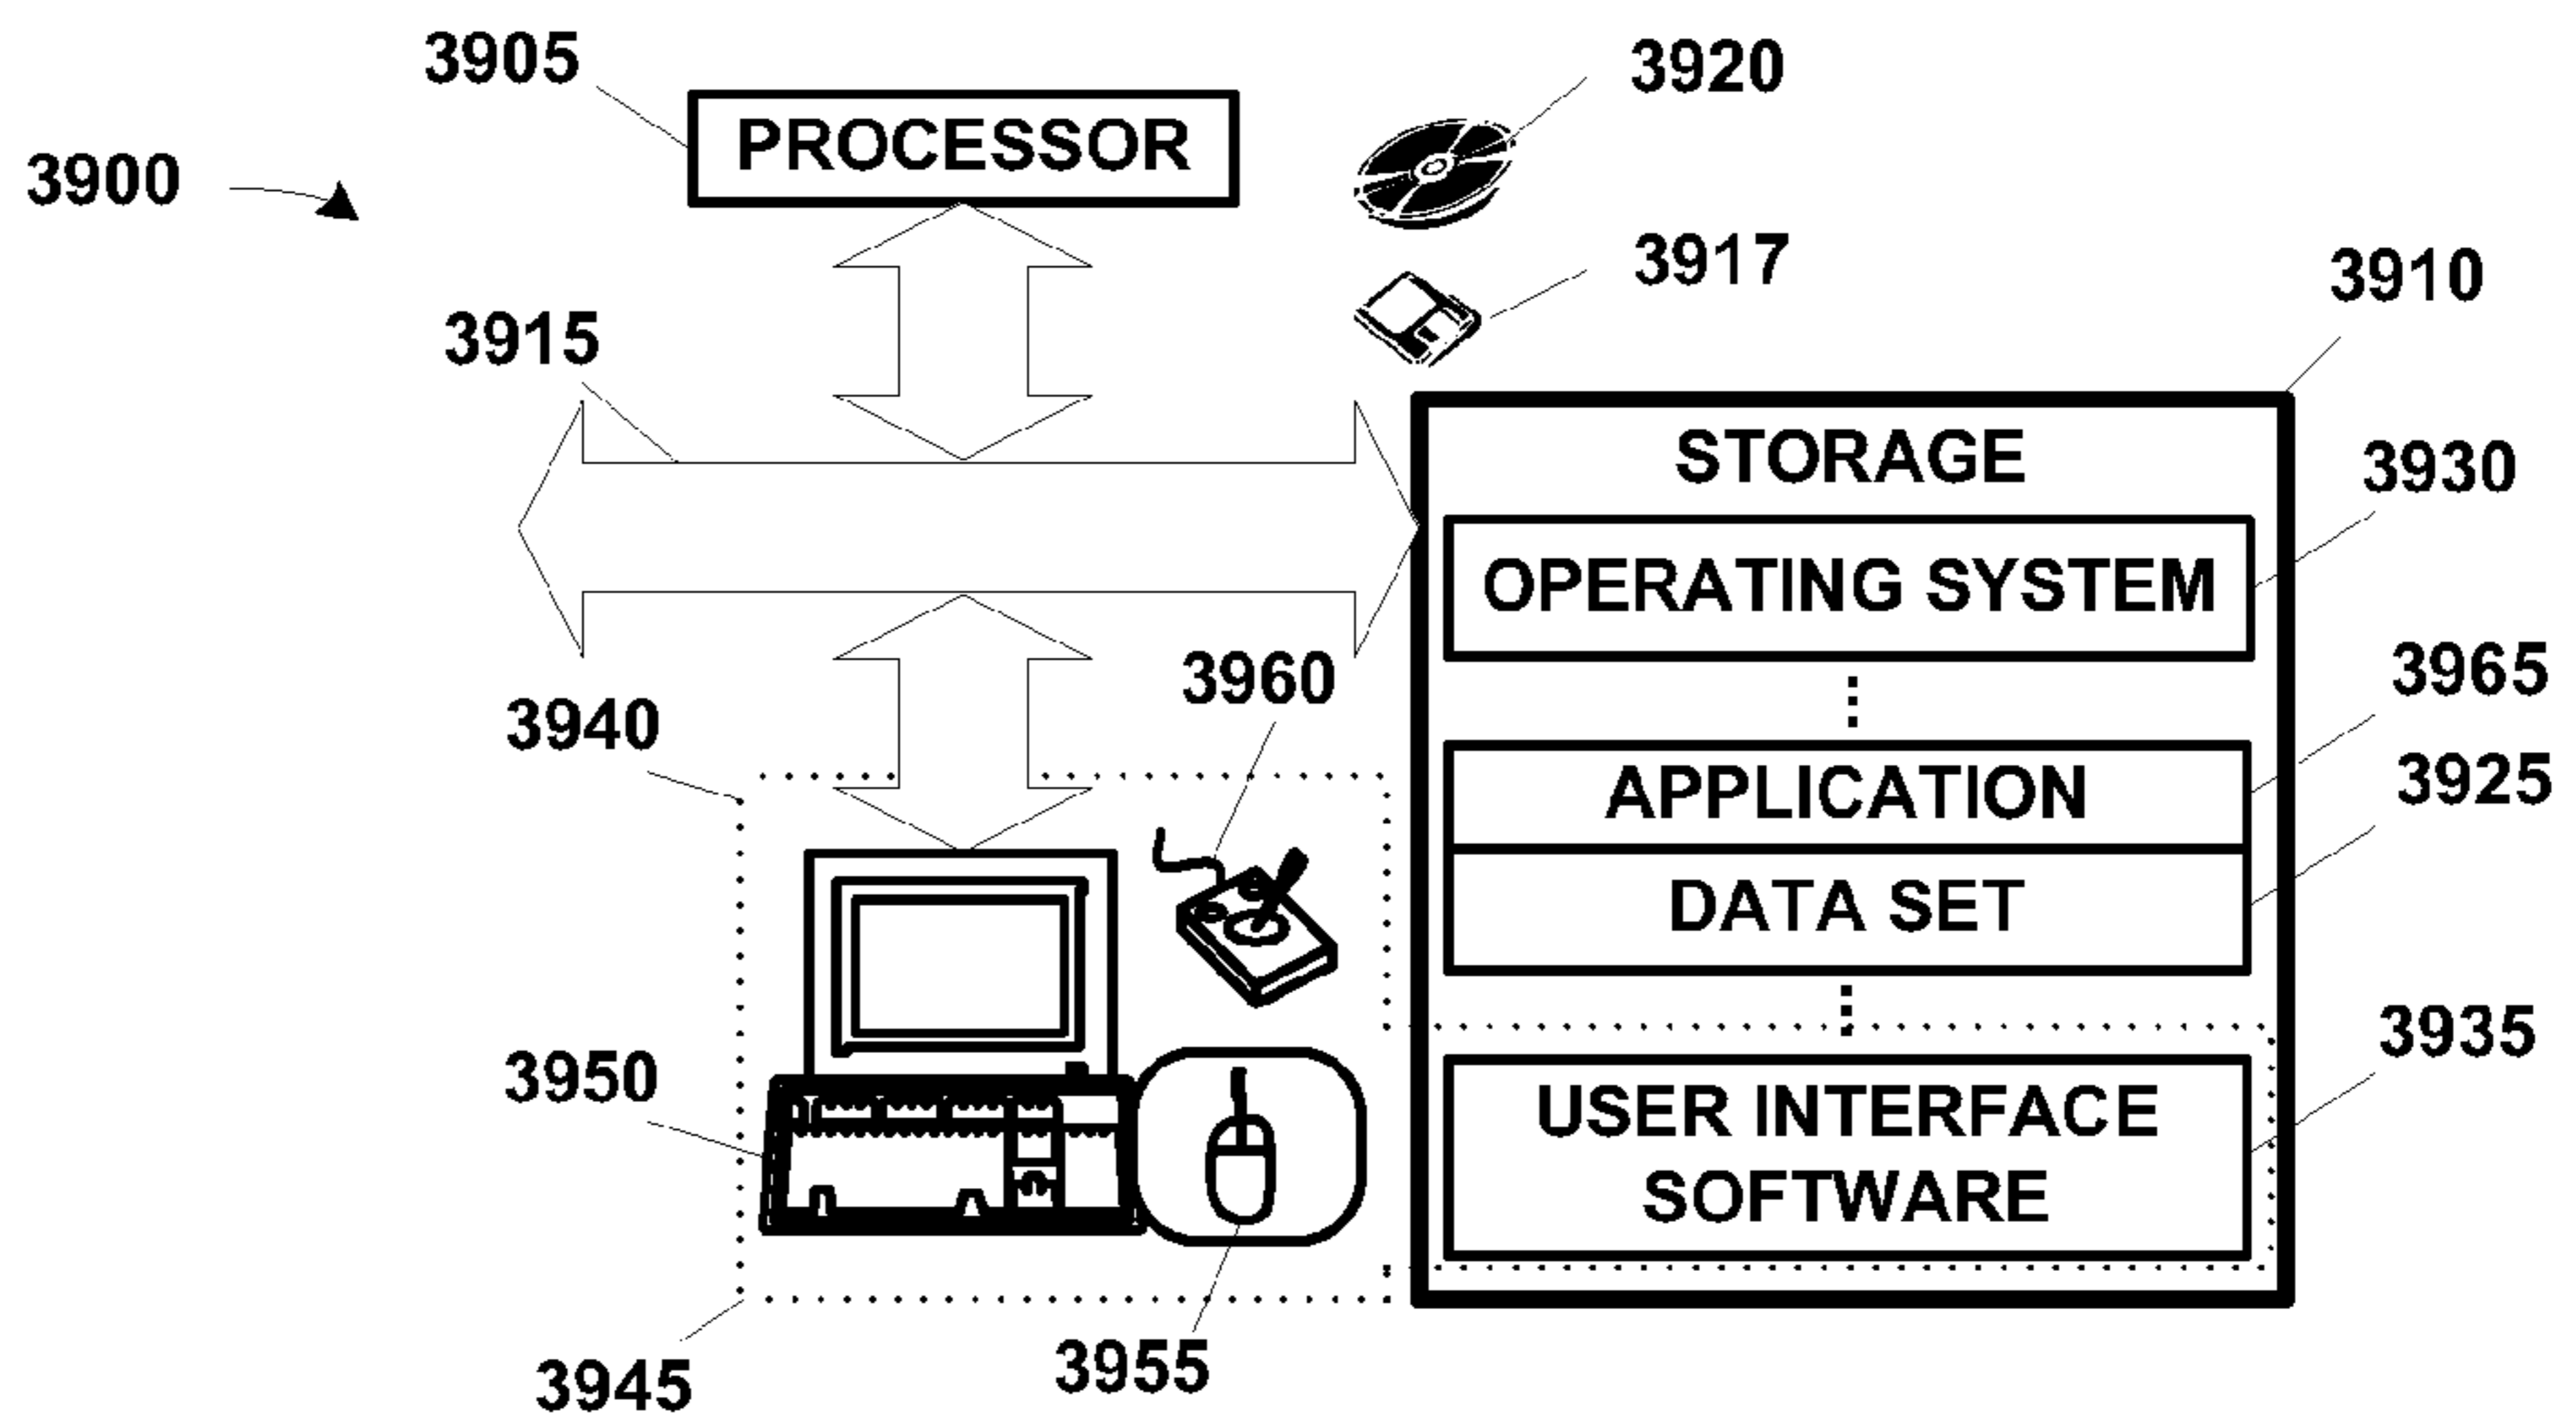 3905
3920
PROCESSOR
3900
3917
3910
3915
STORAGE
3930
OPERATING SYSTEM
3960
3965
3940
APPLICATION
3925
DATA SET
3935
3950
USER INTERFACE
SOFTWARE
3955
3945